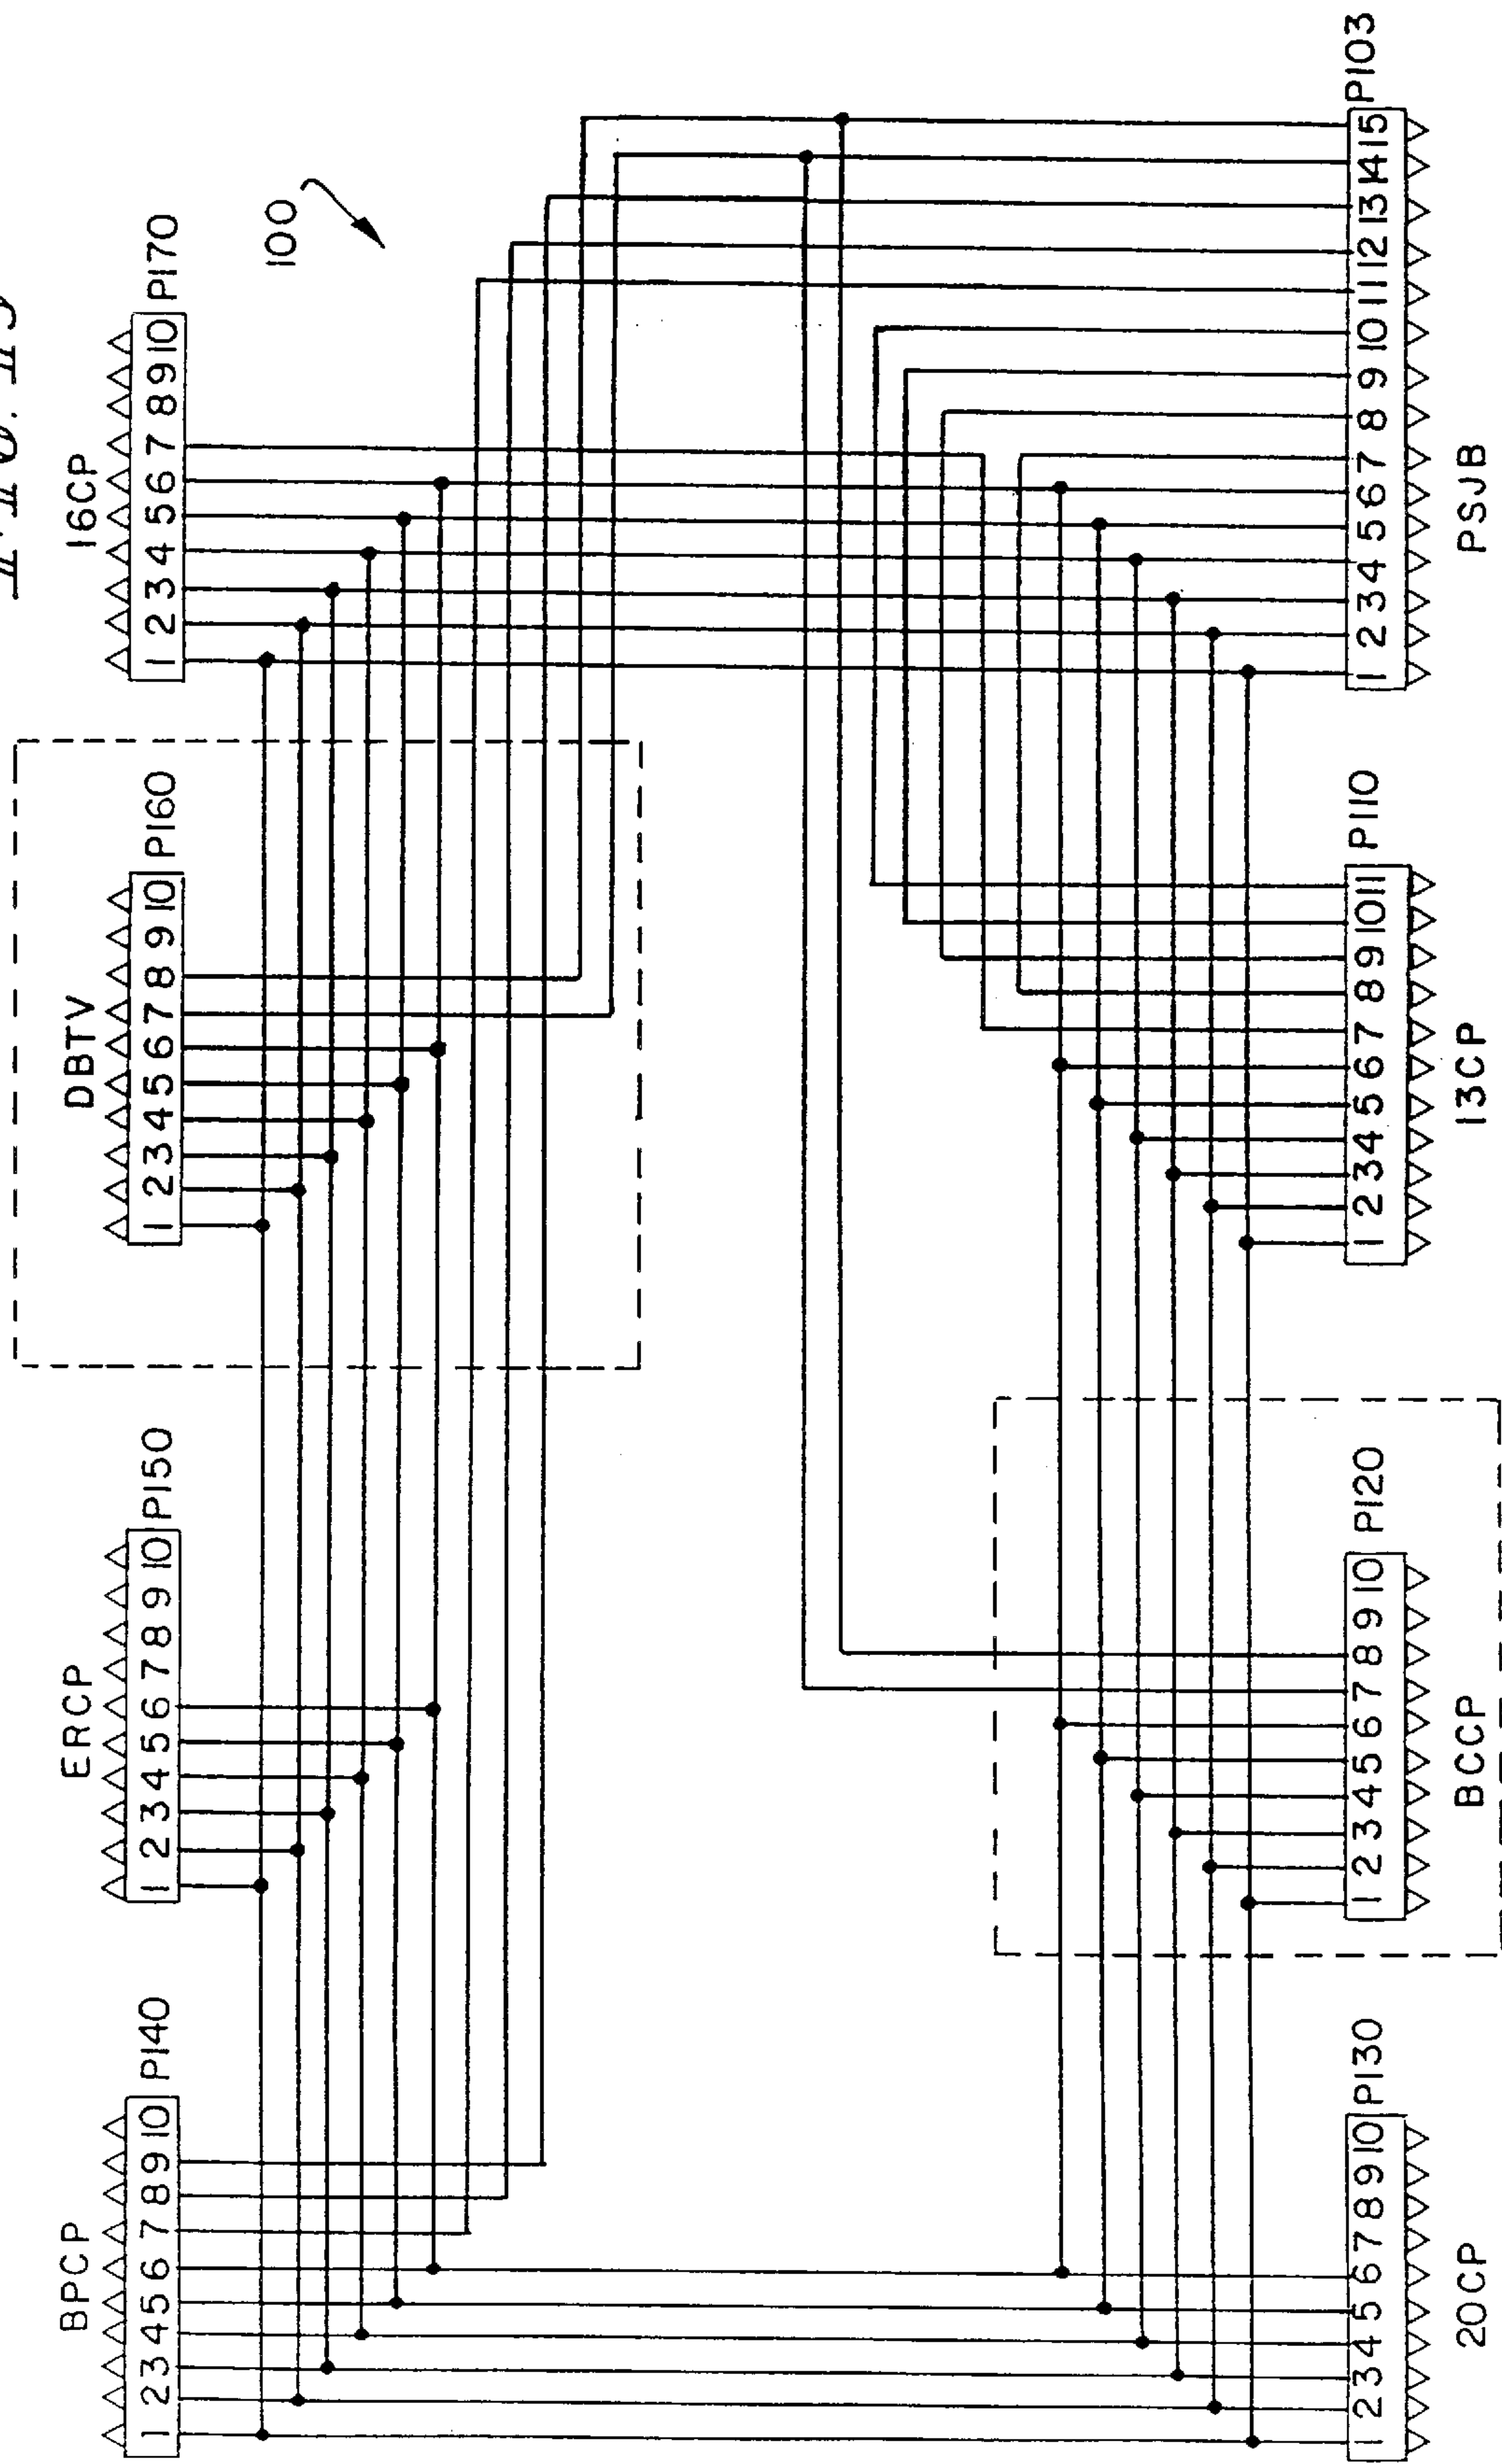 BPCP ERCP DBTV 16CP
1 2 3 4 5 6 7 8 9 10 P140
1 2 3 4 5 6 7 8 9 10 P150
1 2 3 4 5 6 7 8 9 10 P160
1 2 3 4 5 6 7 8 9 10 P170
100
1 2 3 4 5 6 7 8 9 10 P130
1 2 3 4 5 6 7 8 9 10 P120
1 2 3 4 5 6 7 8 9 10 11 P110
1 2 3 4 5 6 7 8 9 10 11 12 13 14 15 P103
20CP BCCP 13CP PSJB